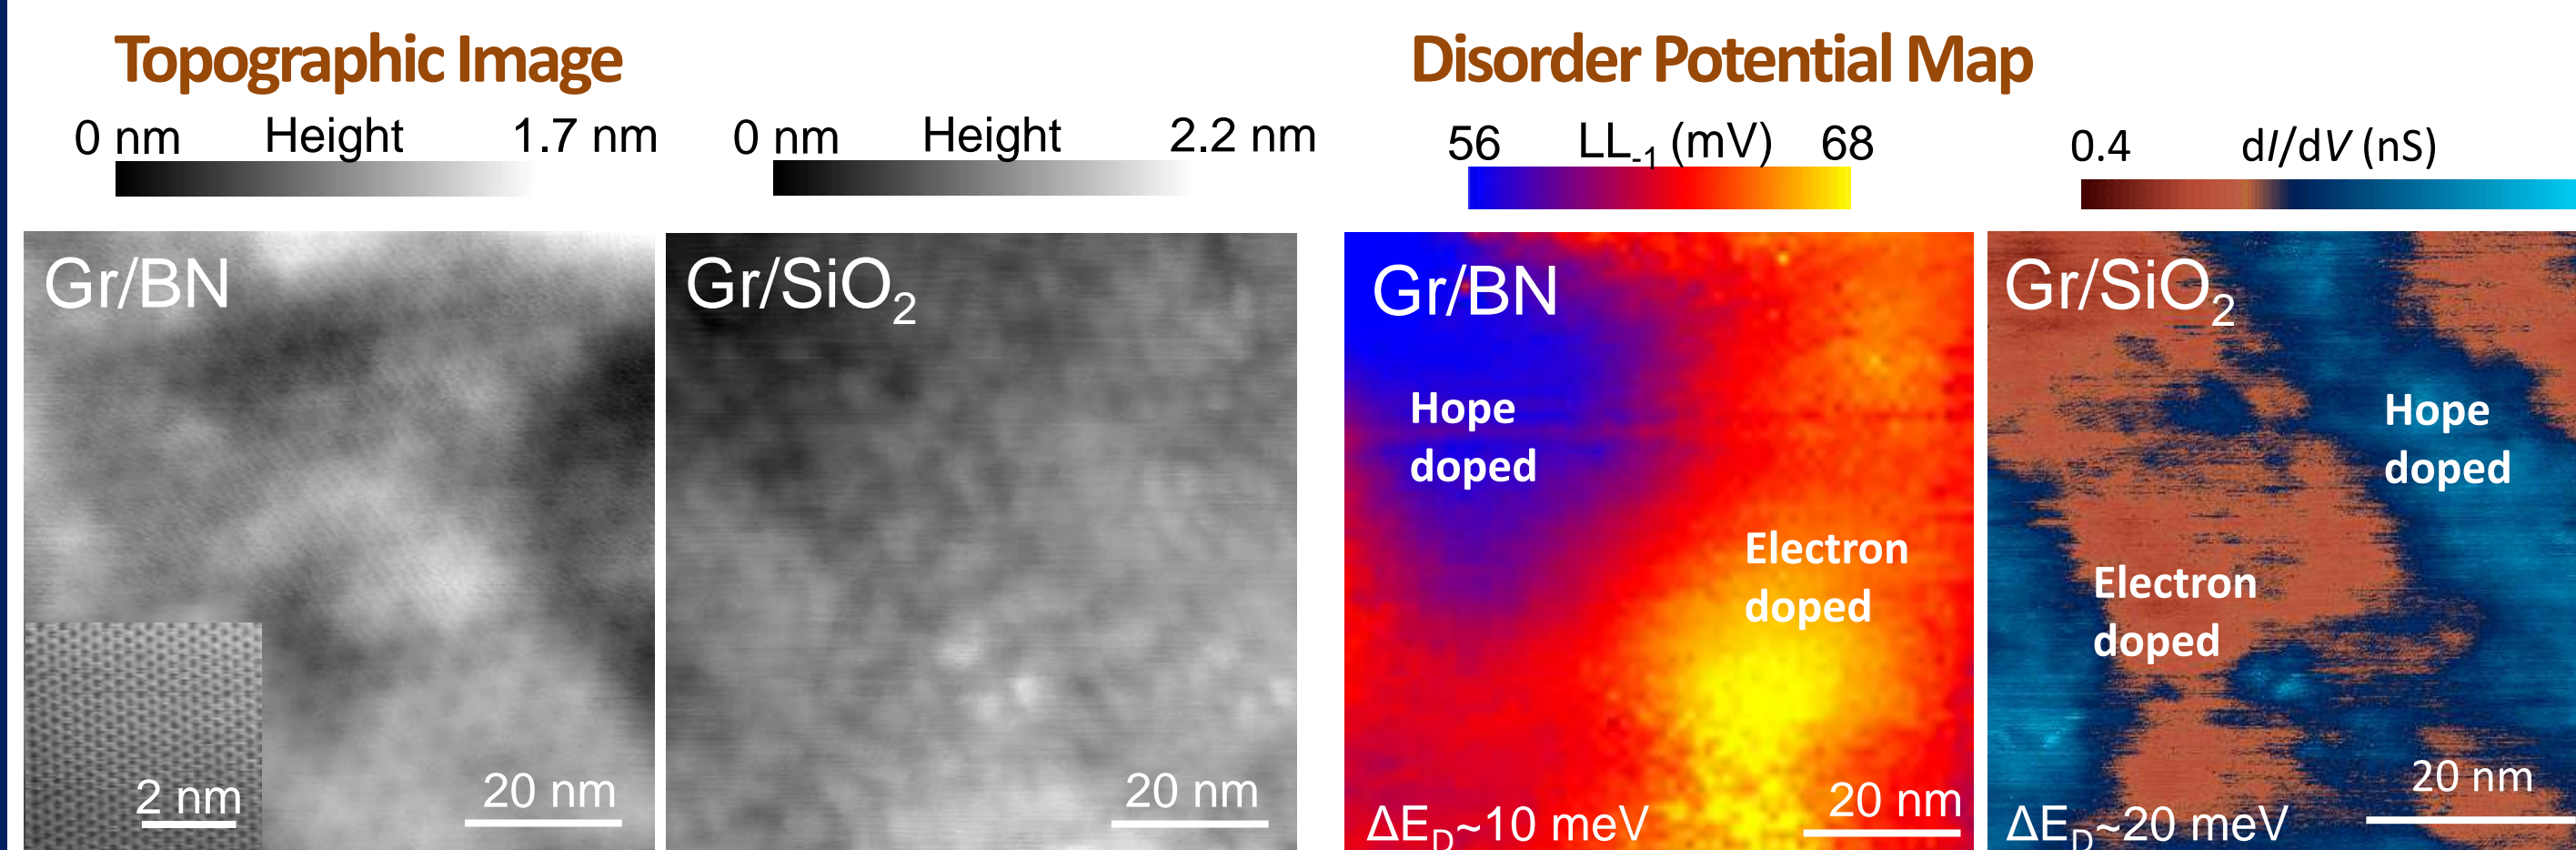 Topographic Image
Disorder Potential Map
0 nm Height 1.7 nm
0 nm Height 2.2 nm
56 LL-1 (mV) 68
0.4 dI/dV (nS)
Gr/BN
2 nm
20 nm
Gr/SiO2
20 nm
Gr/BN
Hope
doped
Electron
doped
ΔED~10 meV
20 nm
Gr/SiO2
Hope
doped
Electron
doped
ΔED~20 meV
20 nm